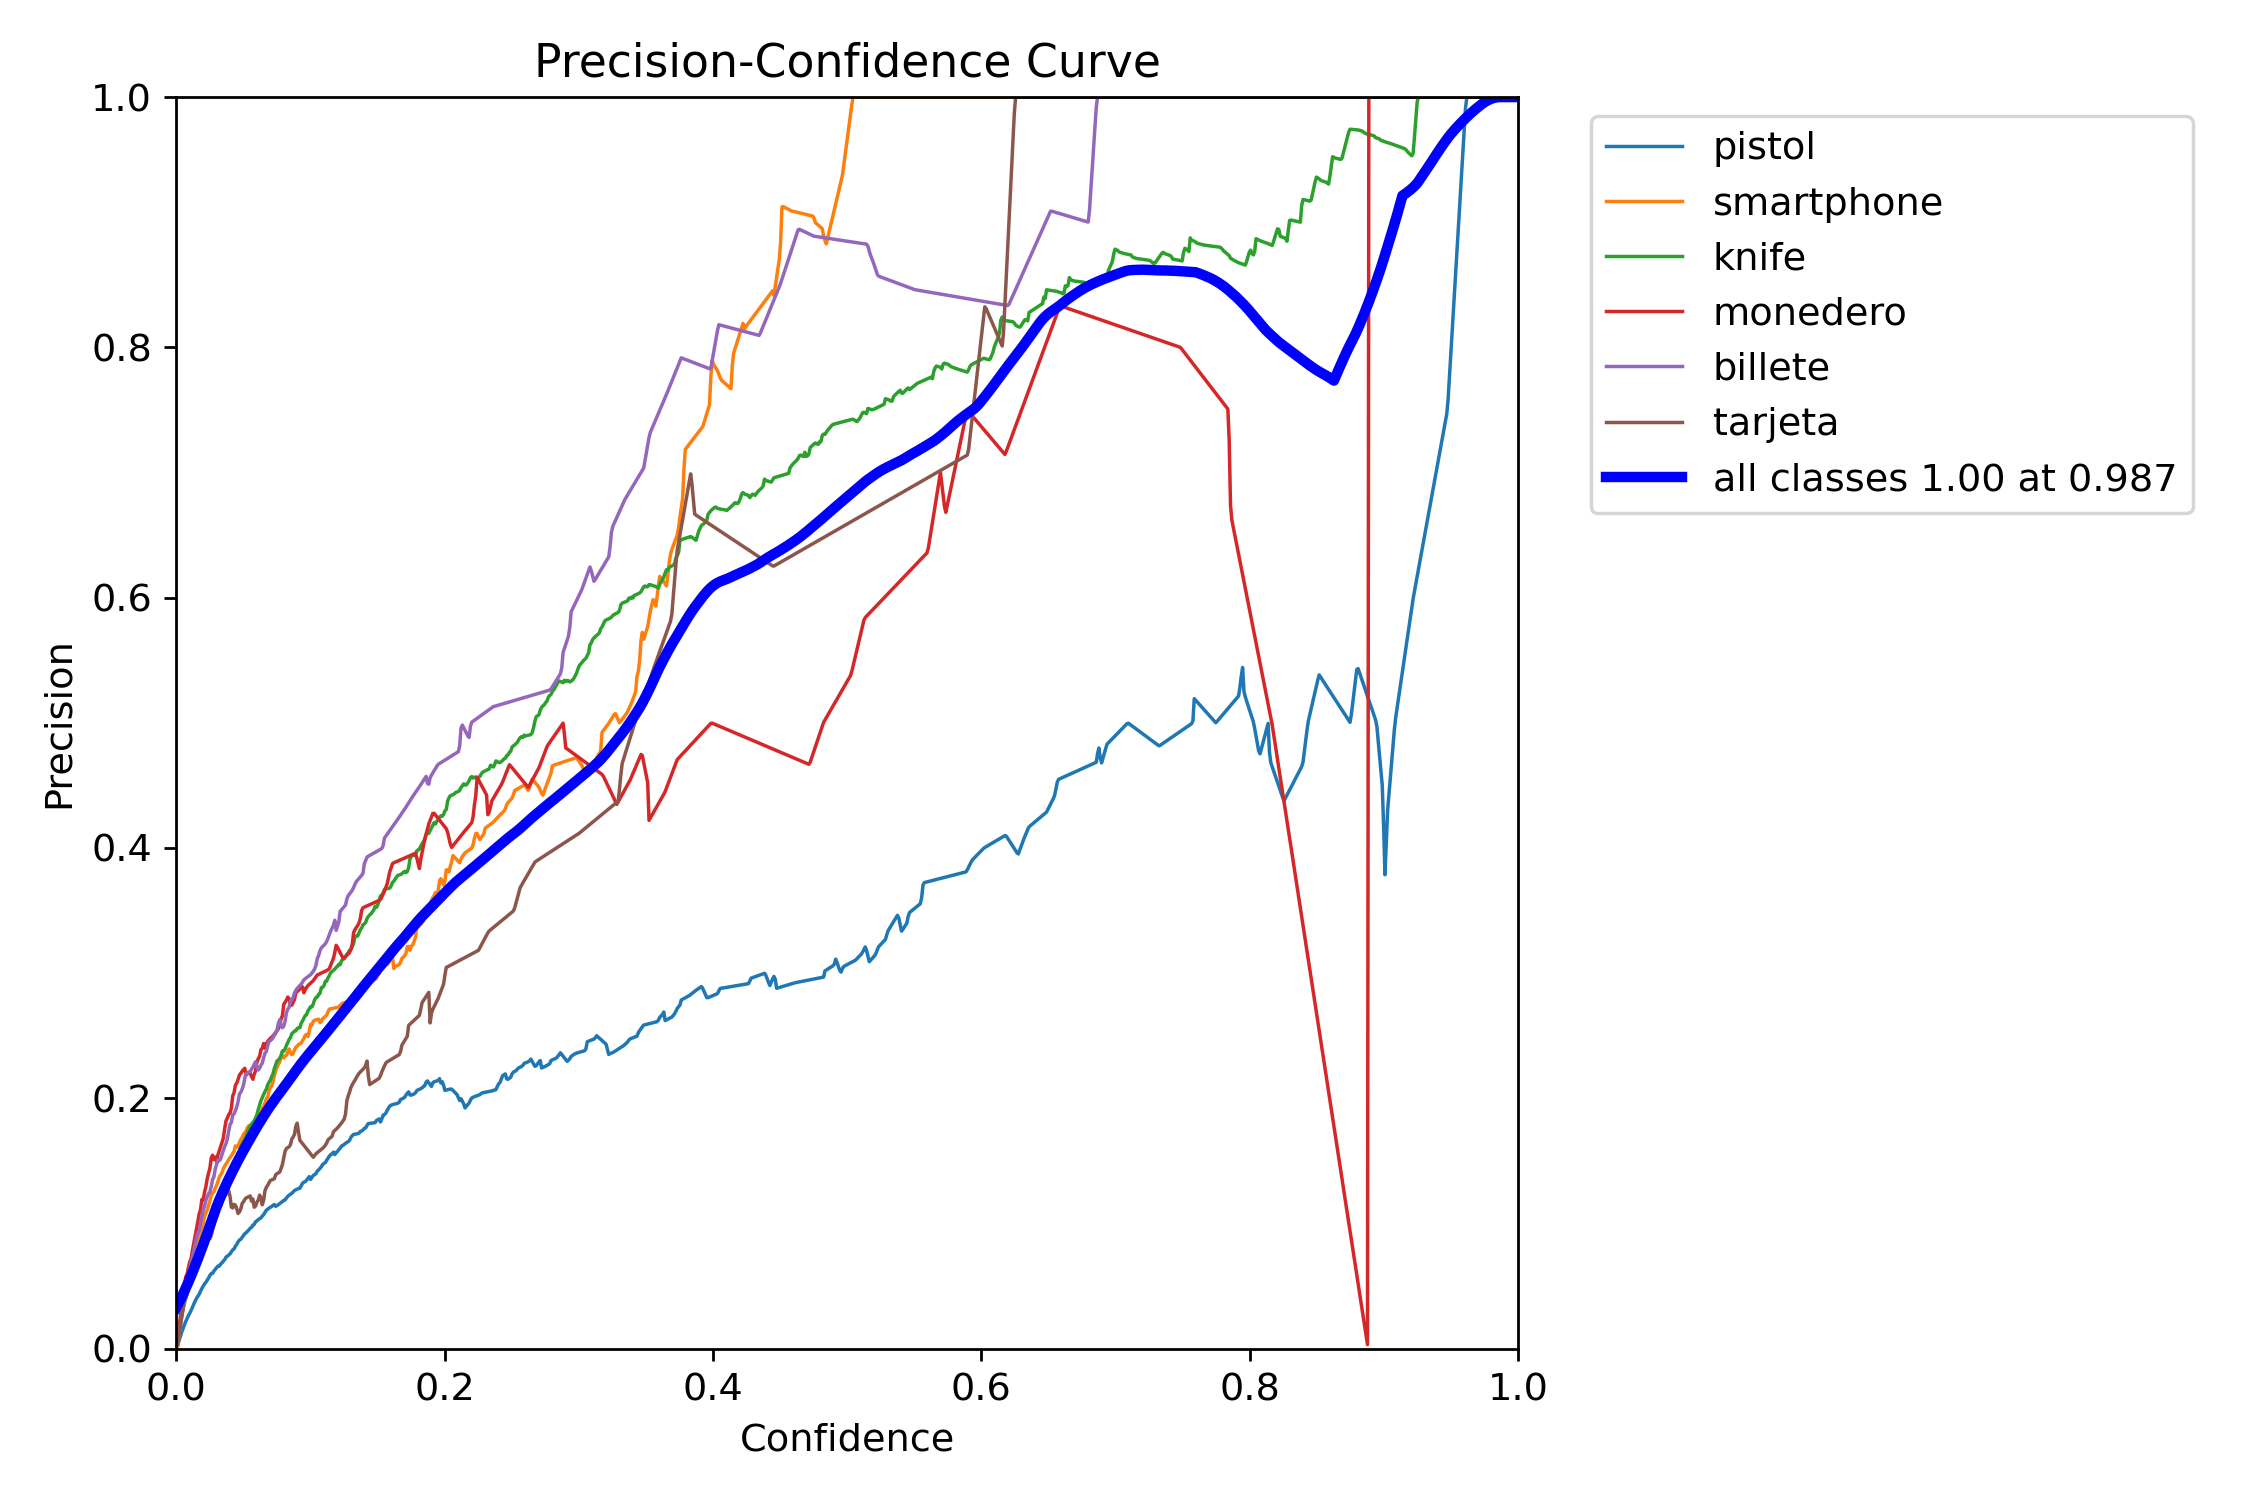 Precision-Confidence Curve
1.0
0.8
0.6
0.4
0.2
0.0
Precision
0.0 0.2 0.4 0.6 0.8 1.0
Confidence
pistol
smartphone
knife
monedero
billete
tarjeta
all classes 1.00 at 0.987